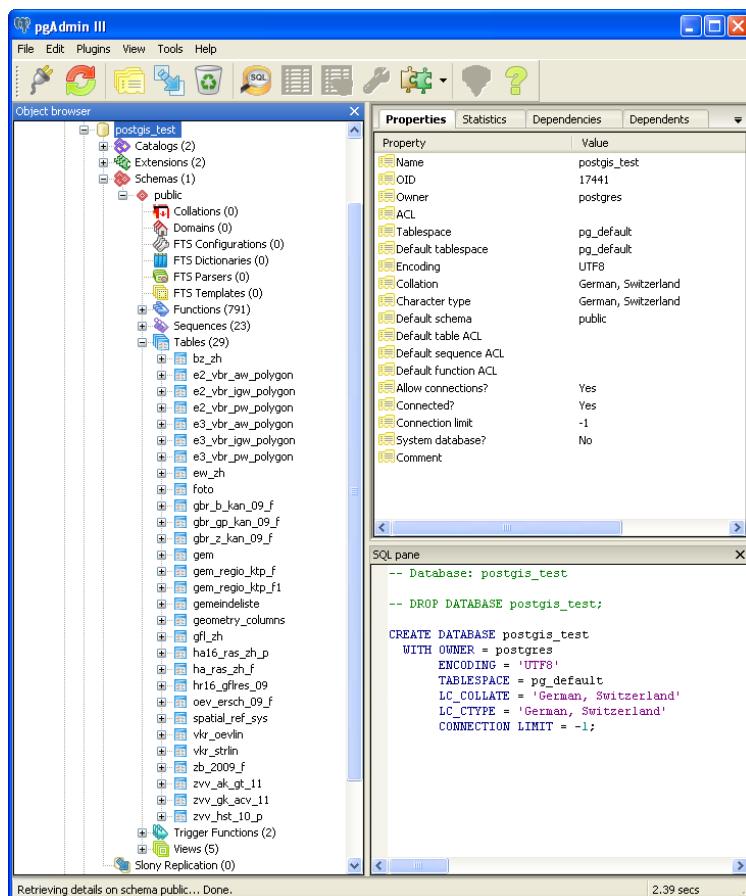 pgAdmin III
File Edit Plugins View Tools Help
SQL
Object browser
postgis_test
Catalogs (2)
Extensions (2)
Schemas (1)
public
Collations (0)
Domains (0)
FTS Configurations (0)
FTS Dictionaries (0)
FTS Parsers (0)
FTS Templates (0)
Functions (791)
Sequences (23)
Tables (29)
bz_zh
e2_vbr_aw_polygon
e2_vbr_igw_polygon
e2_vbr_pw_polygon
e3_vbr_aw_polygon
e3_vbr_igw_polygon
e3_vbr_pw_polygon
ew_zh
foto
gbr_b_kan_09_f
gbr_gp_kan_09_f
gbr_z_kan_09_f
gem
gem_regio_ktp_f
gem_regio_ktp_f1
gemeindeliste
geometry_columns
gfl_zh
ha16_ras_zh_p
ha_ras_zh_f
hr16_gflres_09
oev_ersch_09_f
spatial_ref_sys
vkr_oevlin
vkr_strlin
zb_2009_f
zvv_ak_gt_11
zvv_gk_acv_11
zvv_hst_10_p
Trigger Functions (2)
Views (5)
Slony Replication (0)
Properties Statistics Dependencies Dependents
Property Value
Name postgis_test
OID 17441
Owner postgres
ACL
Tablespace pg_default
Default tablespace pg_default
Encoding UTF8
Collation German, Switzerland
Character type German, Switzerland
Default schema public
Default table ACL
Default sequence ACL
Default function ACL
Allow connections? Yes
Connected? Yes
Connection limit -1
System database? No
Comment
SQL pane
-- Database: postgis_test
-- DROP DATABASE postgis_test;
CREATE DATABASE postgis_test
WITH OWNER = postgres
ENCODING = 'UTF8'
TABLESPACE = pg_default
LC_COLLATE = 'German, Switzerland'
LC_CTYPE = 'German, Switzerland'
CONNECTION LIMIT = -1;
Retrieving details on schema public... Done. 2.39 secs